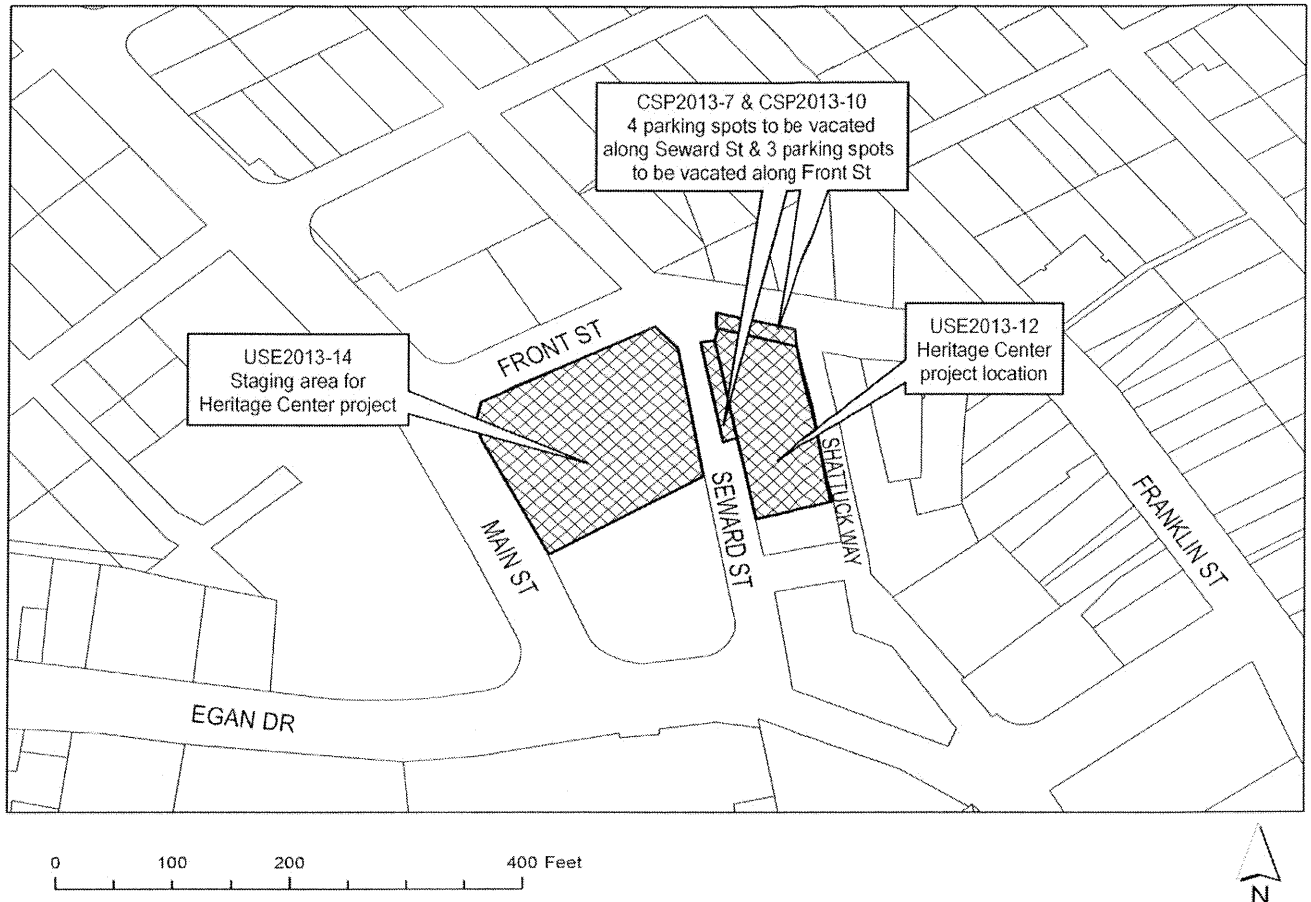 CSP2013-7 & CSP2013-10
4 parking spots to be vacated
along Seward St & 3 parking spots
to be vacated along Front St
USE2013-14
Staging area for
Heritage Center project
USE2013-12
Heritage Center
project location
FRONT ST
MAIN ST
SEWARD ST
SHATTUCK WAY
FRANKLIN ST
EGAN DR
0 100 200 400 Feet
N